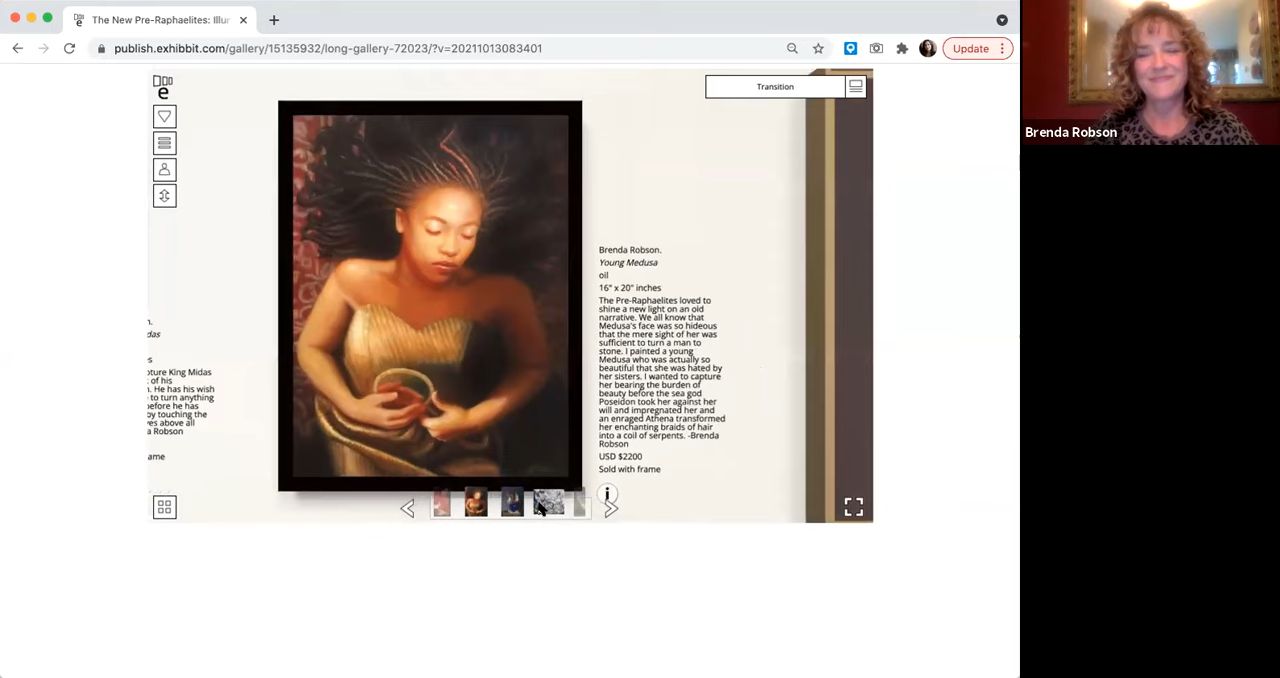 The New Pre-Raphaelites: Illur
publish.exhibbit.com/gallery/15135932/long-gallery-72023/?v=20211013083401
Update
Brenda Robson
e
Transition
Brenda Robson.
Young Medusa
oil
16" x 20" inches
The Pre-Raphaelites loved to
shine a new light on an old
narrative. We all know that
Medusa's face was so hideous
that the mere sight of her was
sufficient to turn a man to
stone. I painted a young
Medusa who was actually so
beautiful that she was hated by
her sisters. I wanted to capture
her bearing the burden of
beauty before the sea god
Poseidon took her against her
will and impregnated her and
an enraged Athena transformed
her enchanting braids of hair
into a coil of serpents. -Brenda
Robson
USD $2200
Sold with frame
n.
das
es
pture King Midas
t of his
n. He has his wish
to turn anything
before he has
by touching the
ves above all
a Robson
ame
i